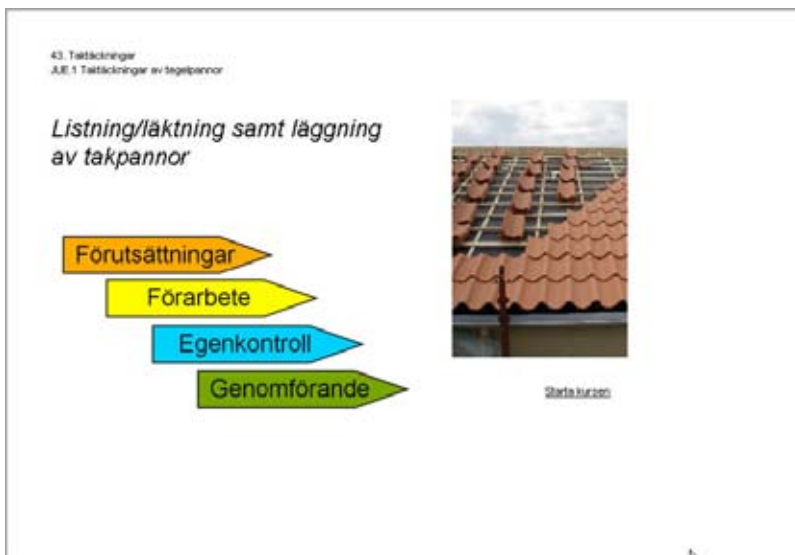 43. Taktäckningar
JUE.1 Taktäckningar av tegelpannor
Listning/läktning samt läggning
av takpannor
Förutsättningar
Förarbete
Egenkontroll
Genomförande
Starta kursen